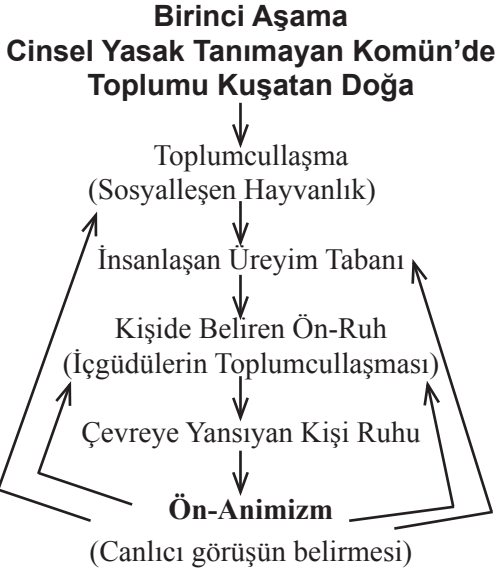 Birinci Aşama
Cinsel Yasak Tanımayan Komün’de
Toplumu Kuşatan Doğa
Toplumcullaşma
(Sosyalleşen Hayvanlık)
İnsanlaşan Üreyim Tabanı
Kişide Beliren Ön-Ruh
(İçgüdülerin Toplumcullaşması)
Çevreye Yansıyan Kişi Ruhu
Ön-Animizm
(Canlıcı görüşün belirmesi)